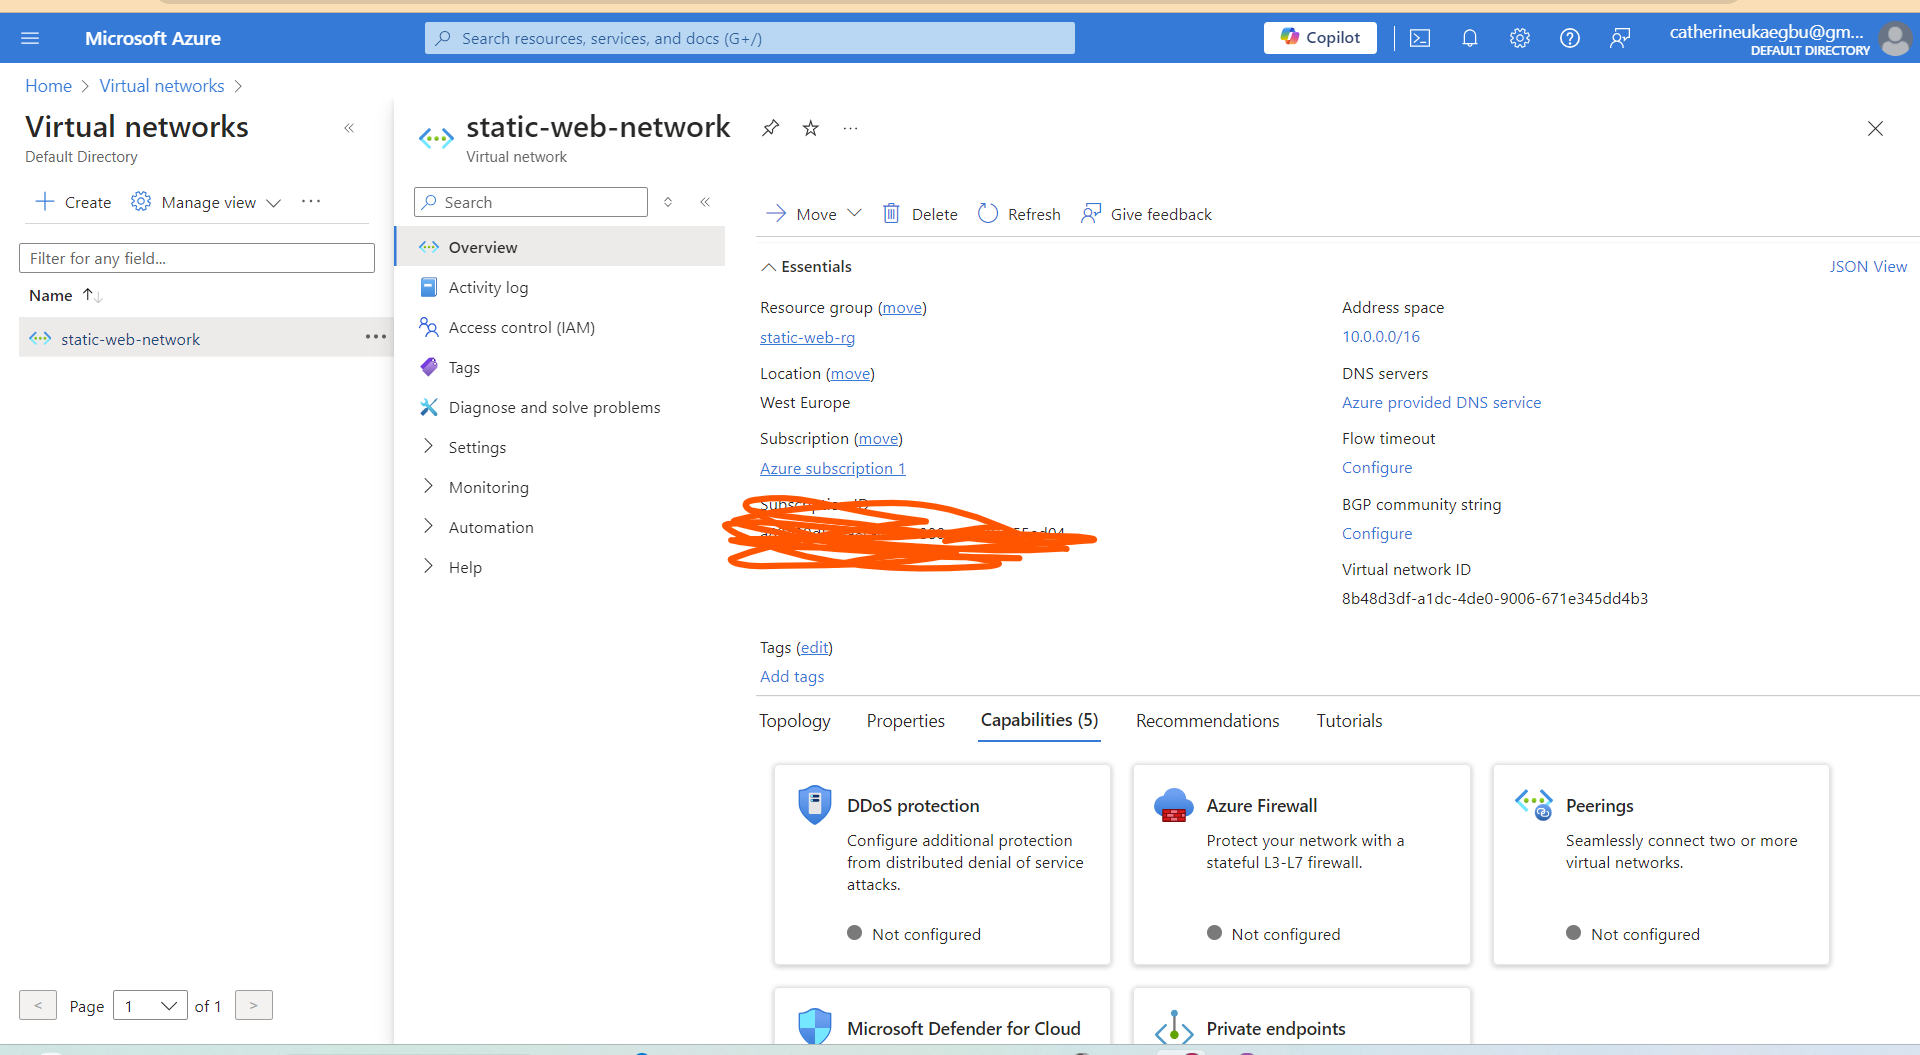 Microsoft Azure
Search resources, services, and docs (G+/)
Copilot
catherineukaegbu@gm...
DEFAULT DIRECTORY
Home > Virtual networks >
Virtual networks
Default Directory
Create
Manage view
Filter for any field...
Name
static-web-network
< Page 1 of 1 >
static-web-network
Virtual network
Search
Overview
Activity log
Access control (IAM)
Tags
Diagnose and solve problems
Settings
Monitoring
Automation
Help
Move
Delete
Refresh
Give feedback
Essentials
JSON View
Resource group (move)
static-web-rg
Location (move)
West Europe
Subscription (move)
Azure subscription 1
Subscription ID
Address space
10.0.0.0/16
DNS servers
Azure provided DNS service
Flow timeout
Configure
BGP community string
Configure
Virtual network ID
8b48d3df-a1dc-4de0-9006-671e345dd4b3
Tags (edit)
Add tags
Topology
Properties
Capabilities (5)
Recommendations
Tutorials
DDoS protection
Configure additional protection
from distributed denial of service
attacks.
Not configured
Azure Firewall
Protect your network with a
stateful L3-L7 firewall.
Not configured
Peerings
Seamlessly connect two or more
virtual networks.
Not configured
Microsoft Defender for Cloud
Private endpoints